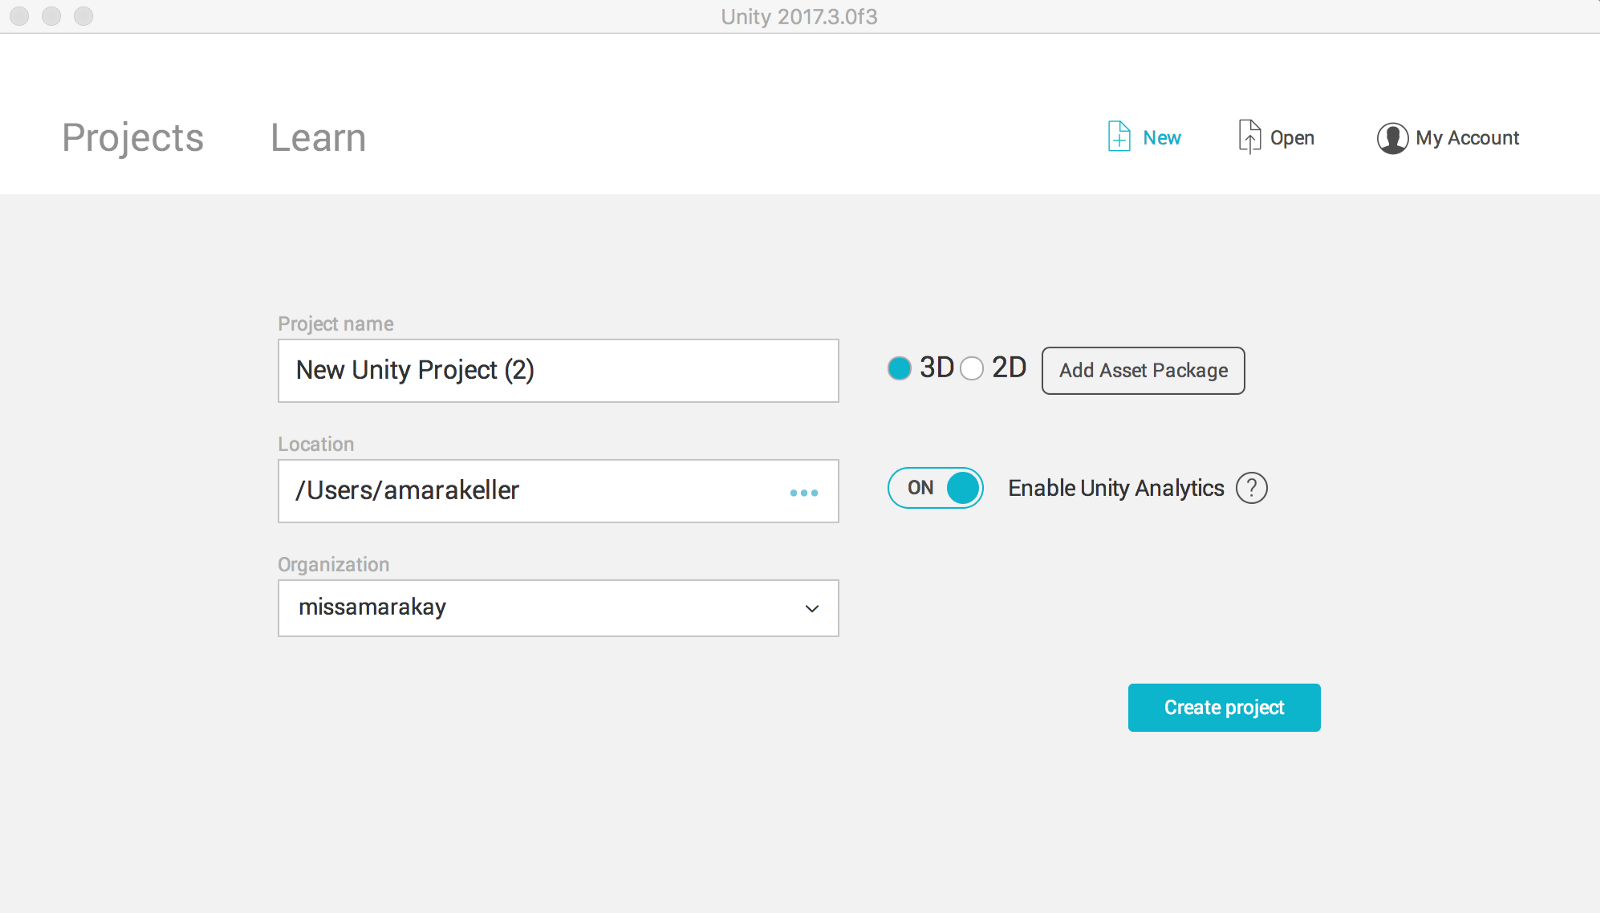 Unity 2017.3.0f3
Projects
Learn
New
Open
My Account
Project name
New Unity Project (2)
3D
2D
Add Asset Package
Location
/Users/amarakeller
ON
Enable Unity Analytics
?
Organization
missamarakay
Create project